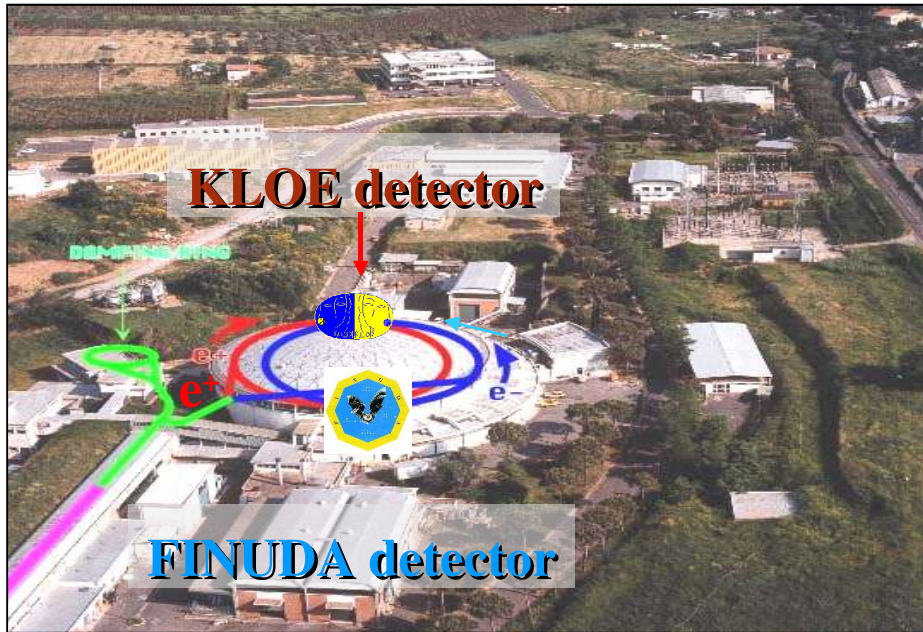 KLOE detector
DAMPING RING
e+
e+
e-
FINUDA detector